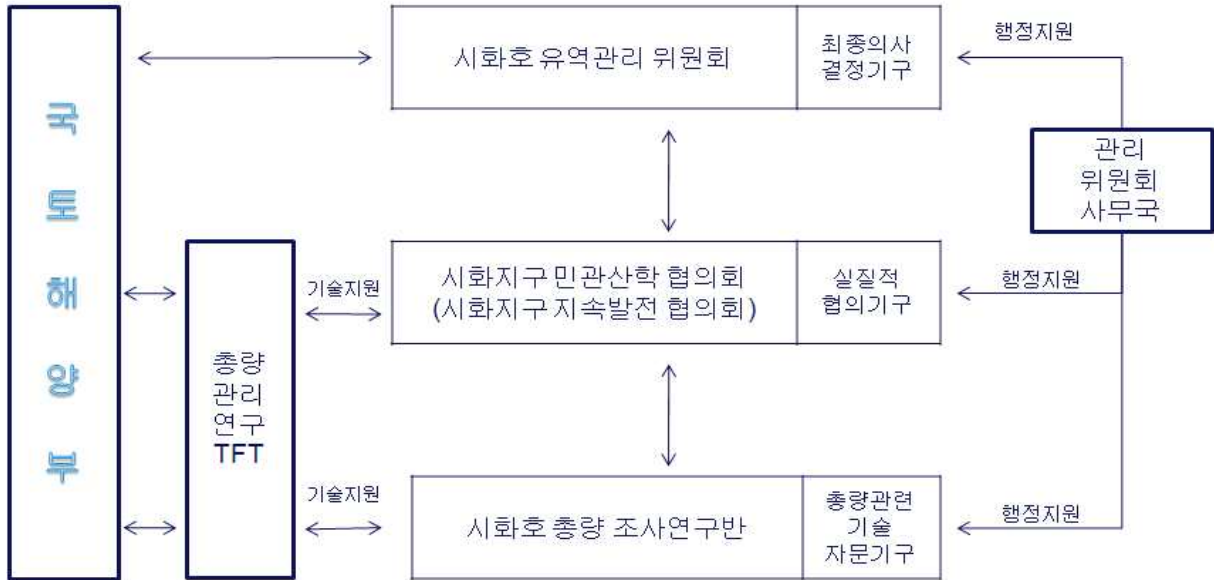 국
토
해
양
부
시화호 유역관리 위원회
최종의사
결정기구
행정지원
관리
위원회
사무국
총량
관리
연구
TFT
기술지원
시화지구 민관산학 협의회
(시화지구 지속발전 협의회)
실질적
협의기구
행정지원
기술지원
시화호 총량 조사연구반
총량관련
기술
자문기구
행정지원